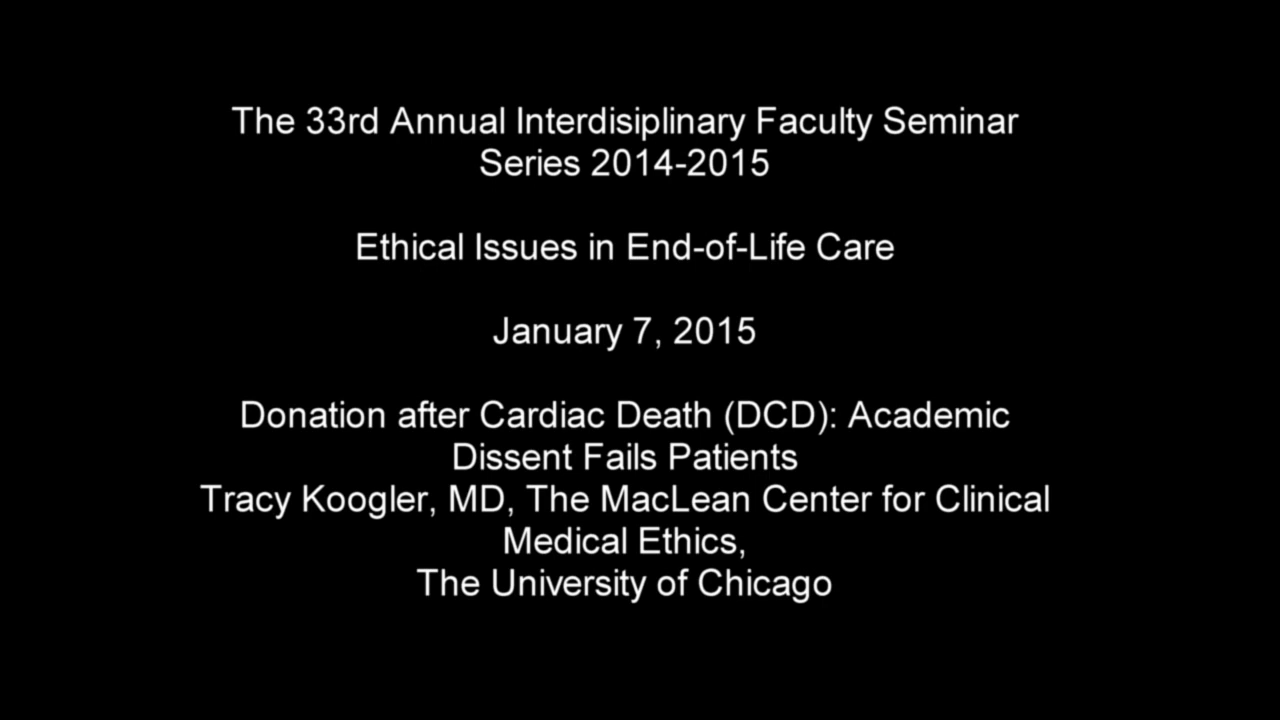 The 33rd Annual Interdisiplinary Faculty Seminar
Series 2014-2015
Ethical Issues in End-of-Life Care
January 7, 2015
Donation after Cardiac Death (DCD): Academic
Dissent Fails Patients
Tracy Koogler, MD, The MacLean Center for Clinical
Medical Ethics,
The University of Chicago